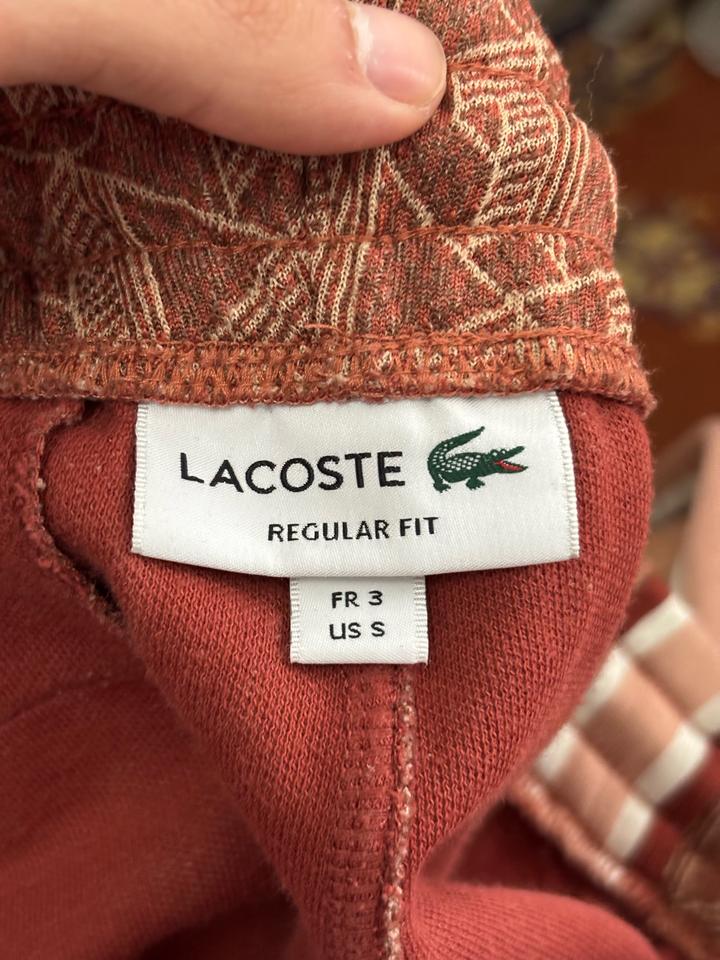 LACOSTE
REGULAR FIT
FR 3
US S